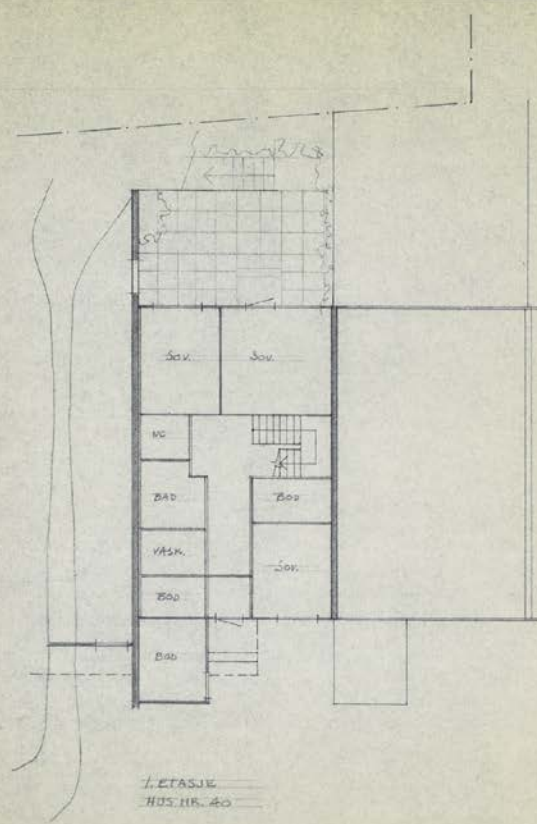 SOV. SOV.
WC
BAD BOD
VASK.
SOV.
BOD
BOD
1. ETASJE
HUS NR. 40